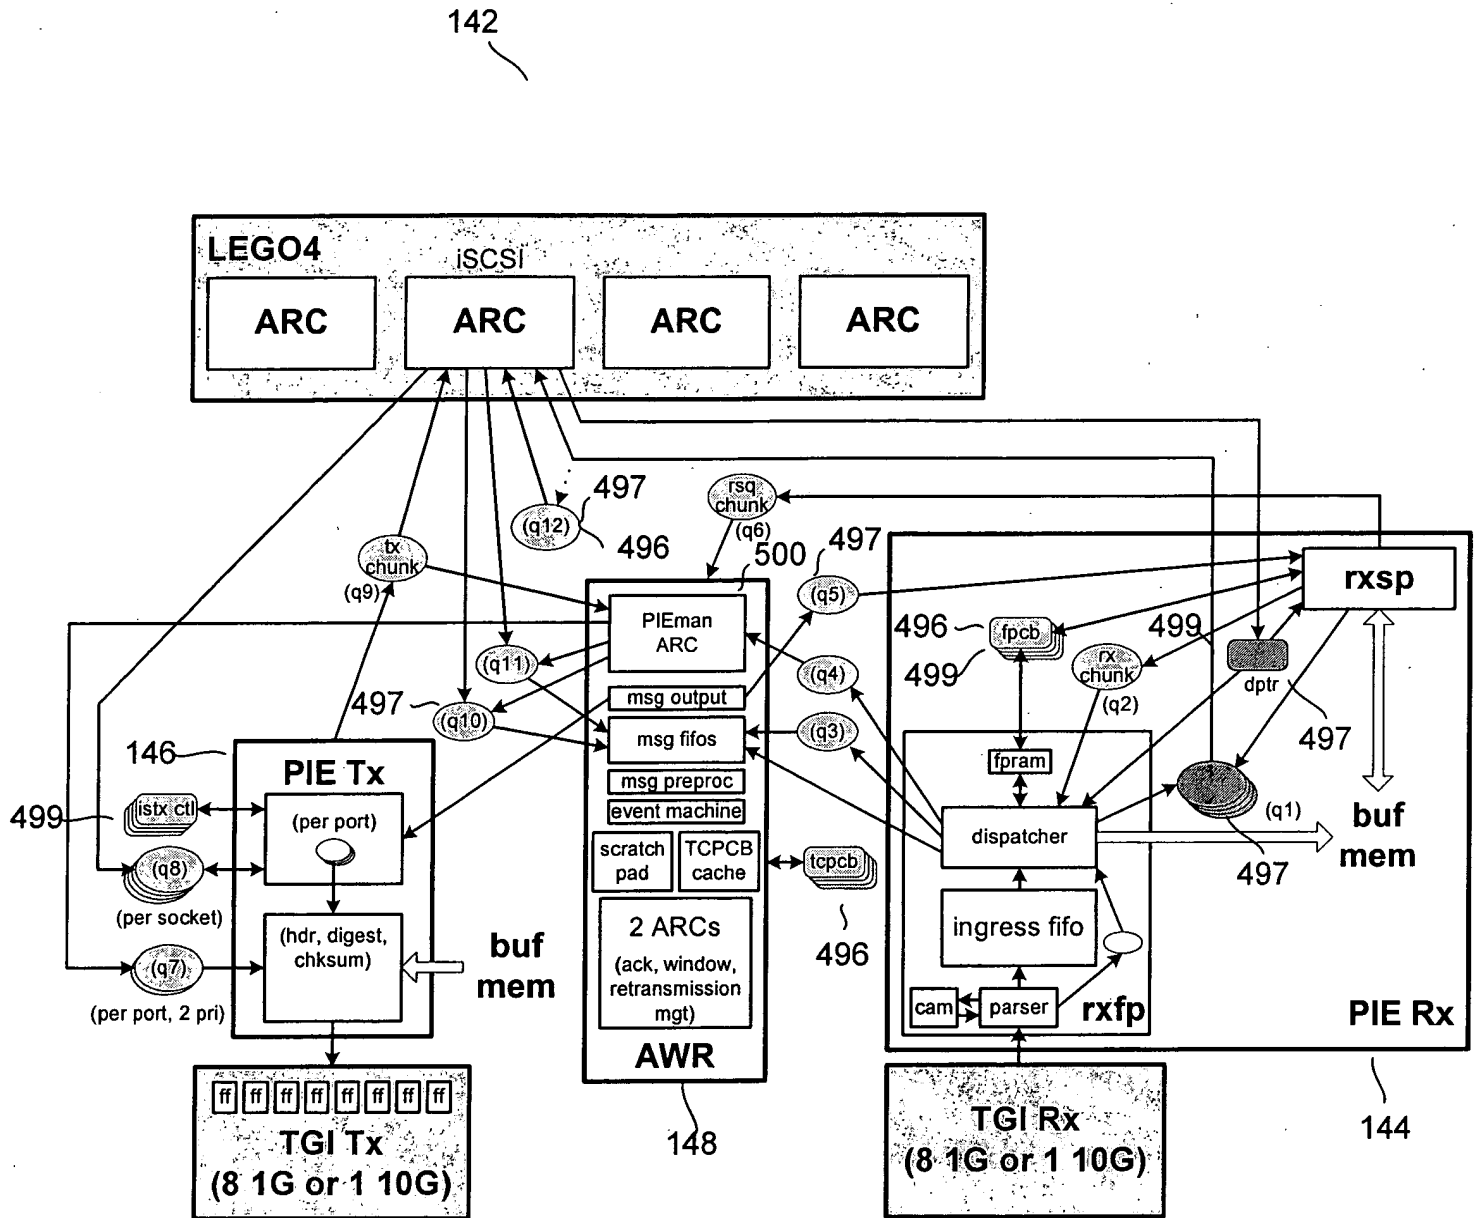 142
LEGO4
iSCSI
ARC
ARC
ARC
ARC
(q12)
497
496
rsq
chunk
(q6)
500
tx
chunk
(q9)
497
(q5)
rxsp
PIEman
ARC
496
499
fpcb
499
rx
chunk
(q2)
dptr
497
(q11)
(q4)
497
(q10)
msg output
msg fifos
(q3)
msg preproc
event machine
146
PIE Tx
fpram
(q1)
497
499
istx ctl
(per port)
dispatcher
buf
mem
scratch
pad
TCPCB
cache
tcpcb
496
(q8)
(per socket)
2 ARCs
(ack, window,
retransmission
mgt)
ingress fifo
(hdr, digest,
chksum)
buf
mem
(q7)
(per port, 2 pri)
cam
parser
rxfp
PIE Rx
AWR
148
144
ff
ff
ff
ff
ff
ff
ff
ff
TGI Tx
(8 1G or 1 10G)
TGI Rx
(8 1G or 1 10G)